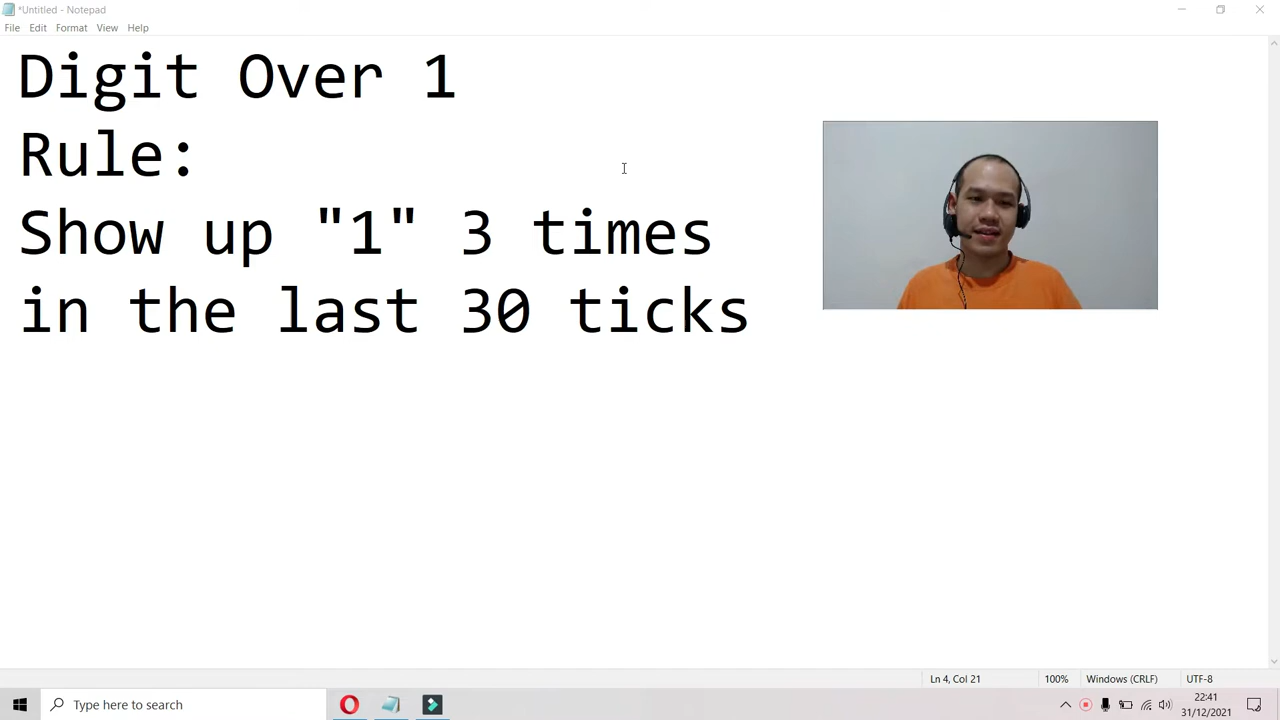 *Untitled - Notepad
File Edit Format View Help
Digit Over 1
Rule:
Show up "1" 3 times
in the last 30 ticks
Ln 4, Col 21 100% Windows (CRLF) UTF-8
Type here to search
22:41
31/12/2021